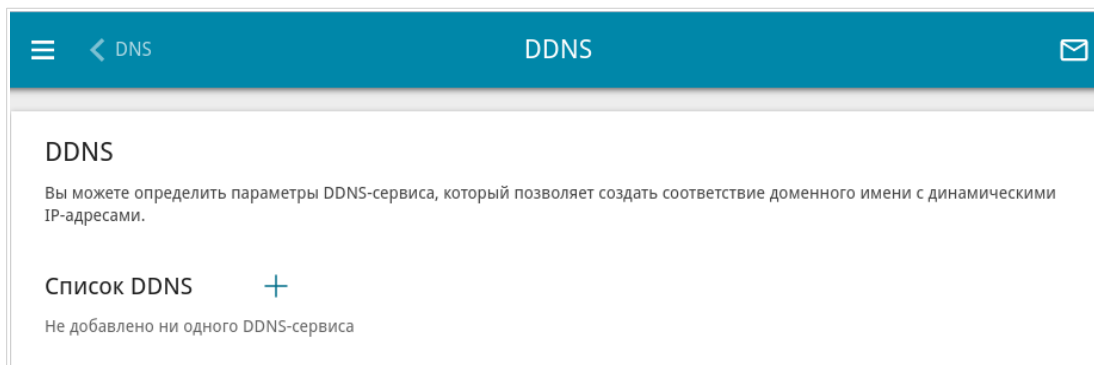 DNS
DDNS
DDNS
Вы можете определить параметры DDNS-сервиса, который позволяет создать соответствие доменного имени с динамическими
IP-адресами.
Список DDNS
Не добавлено ни одного DDNS-сервиса